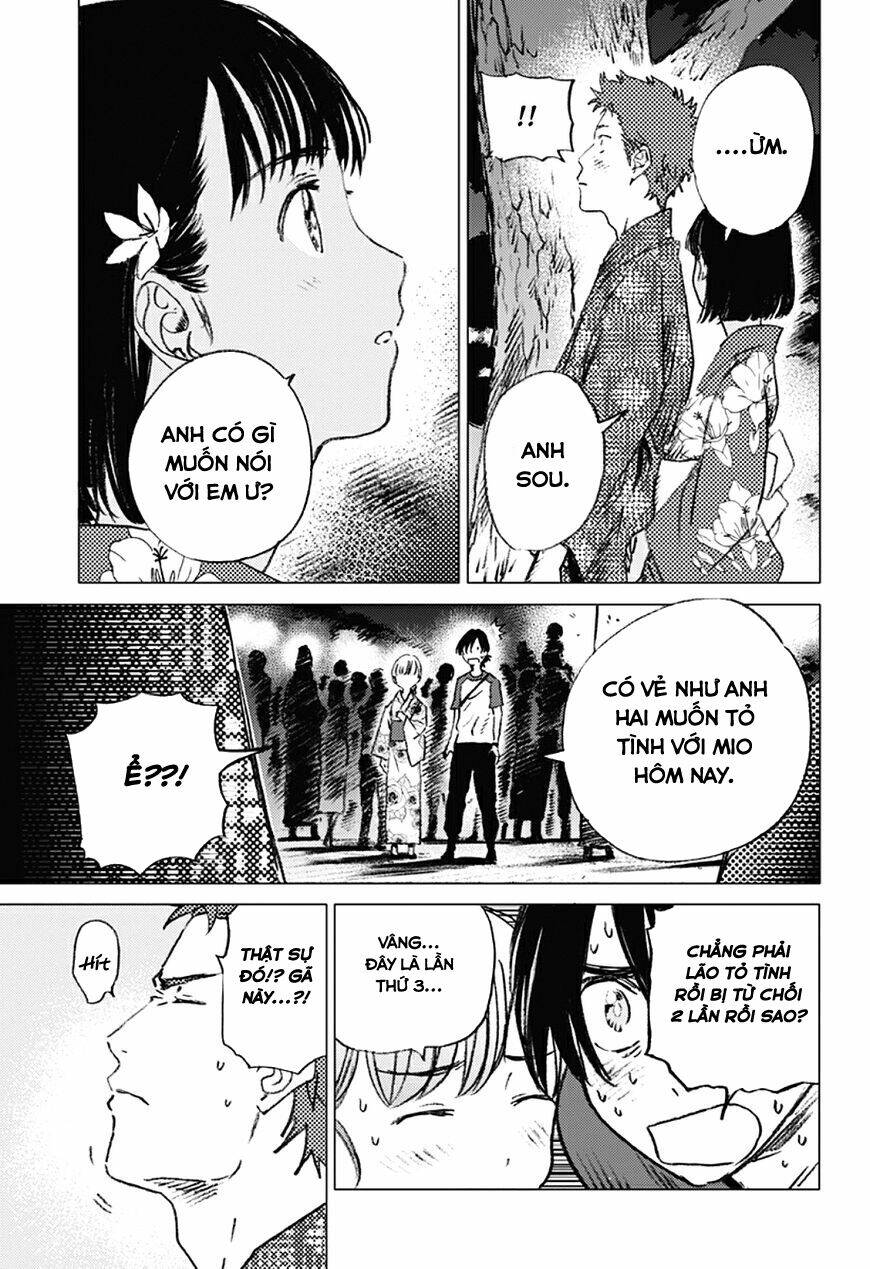 ....ỪM.
!!
ANH
SOU.
ANH CÓ GÌ
MUỐN NÓI
VỚI EM Ư?
CÓ VẺ NHƯ ANH
HAI MUỐN TỎ
TÌNH VỚI MIO
HÔM NAY.
Ể??!
CHẲNG PHẢI
LÃO TỎ TÌNH
RỒI BỊ TỪ CHỐI
2 LẦN RỒI SAO?
VÂNG...
ĐÂY LÀ LẦN
THỨ 3...
THẬT SỰ
ĐÓ!? GÃ
NÀY...?!
Hít